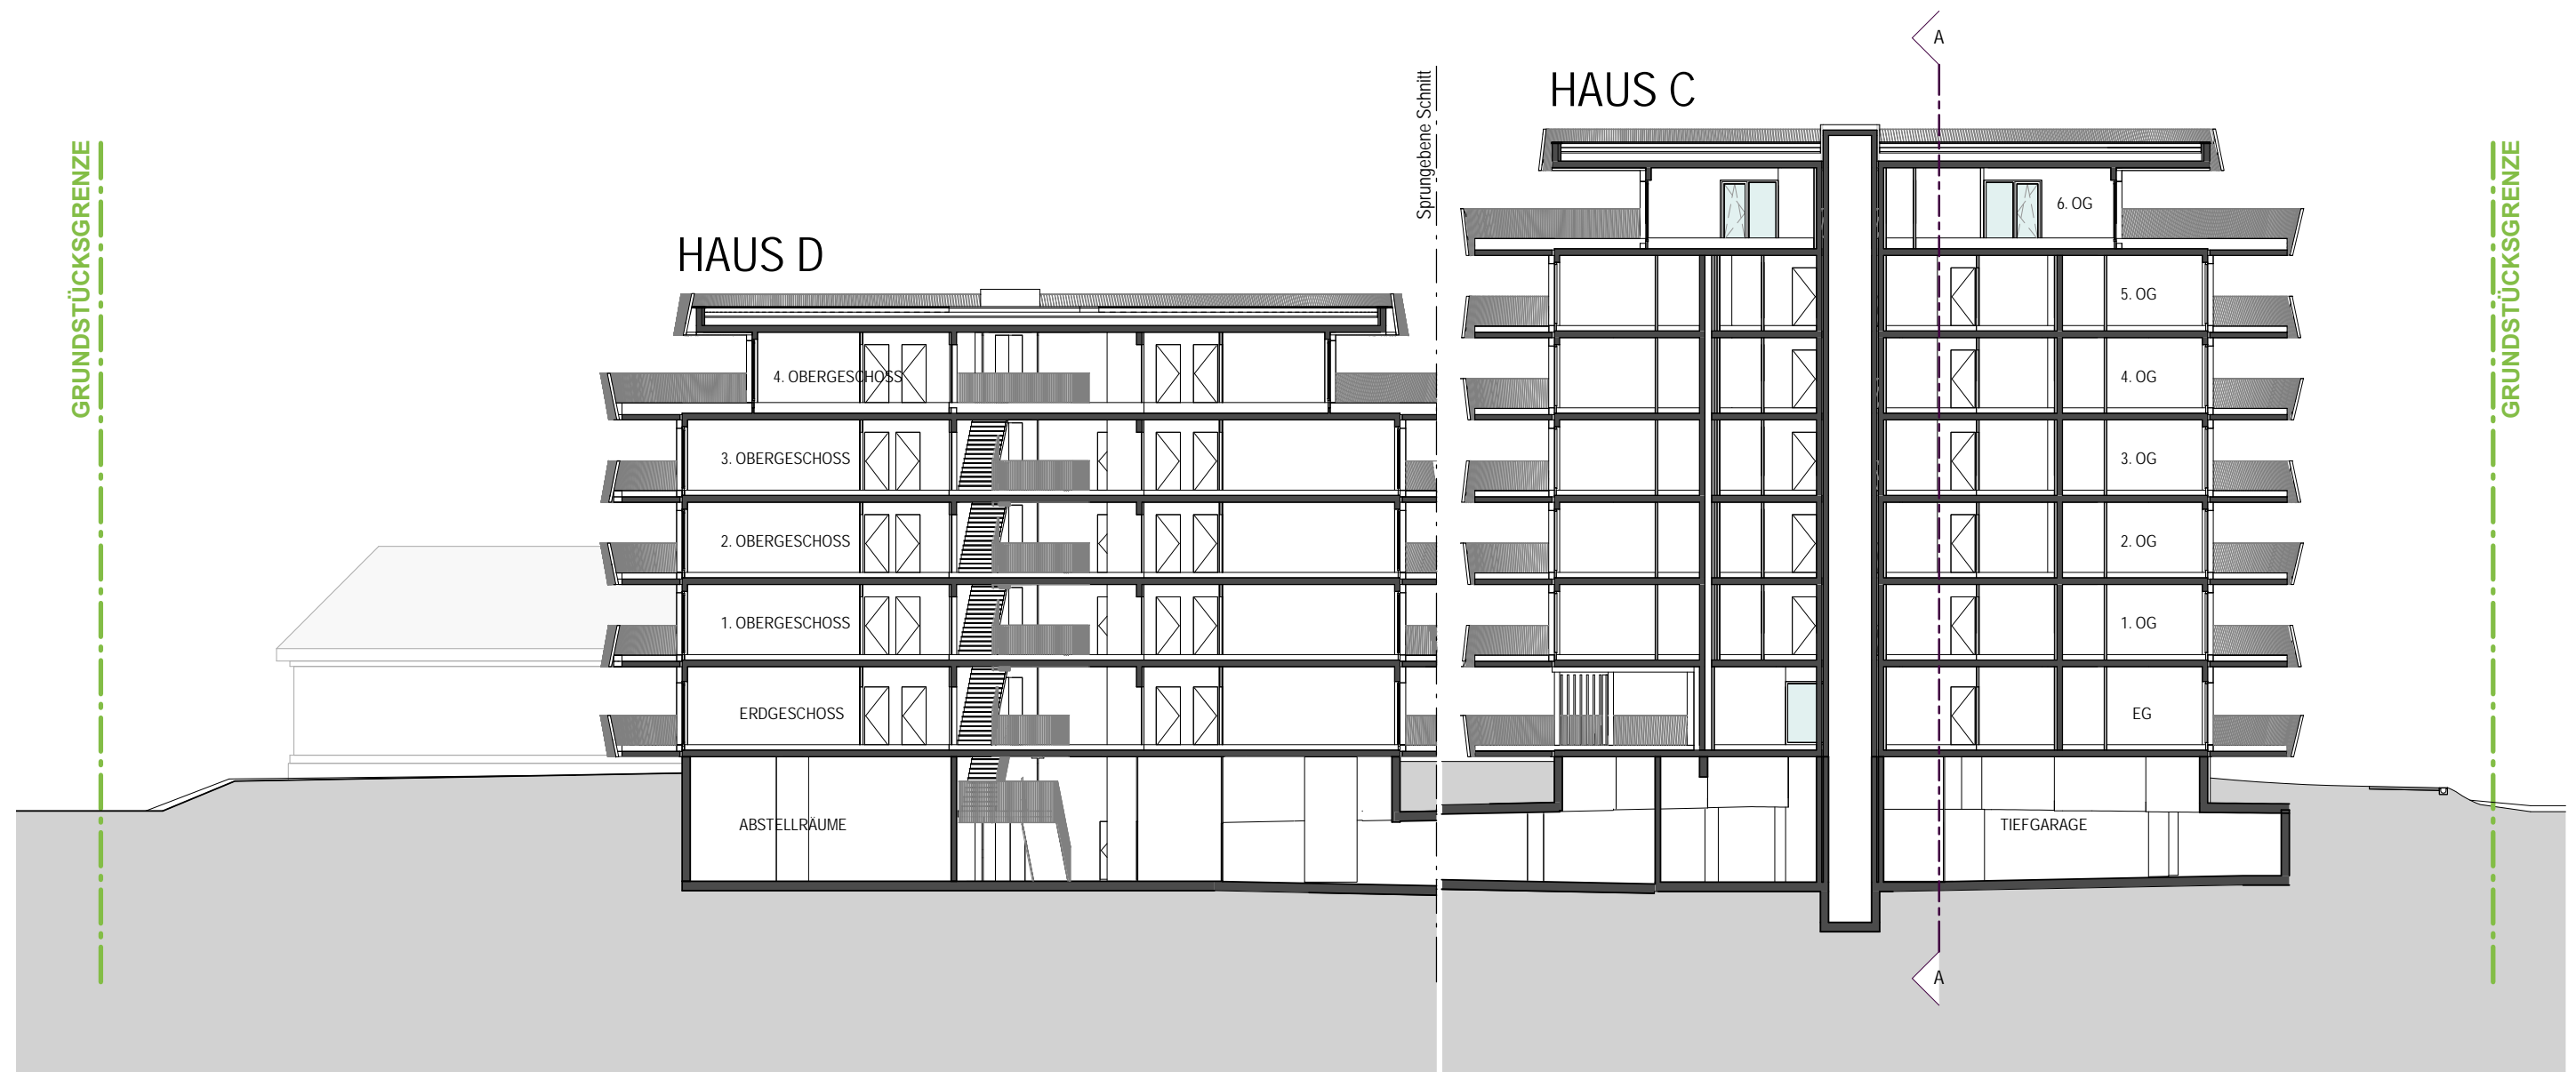 A
HAUS C
Sprungebene Schnitt
GRUNDSTÜCKSGRENZE
GRUNDSTÜCKSGRENZE
6. OG
HAUS D
5. OG
4. OBERGESCHOSS
4. OG
3. OBERGESCHOSS
3. OG
2. OBERGESCHOSS
2. OG
1. OBERGESCHOSS
1. OG
ERDGESCHOSS
EG
ABSTELLRÄUME
TIEFGARAGE
A